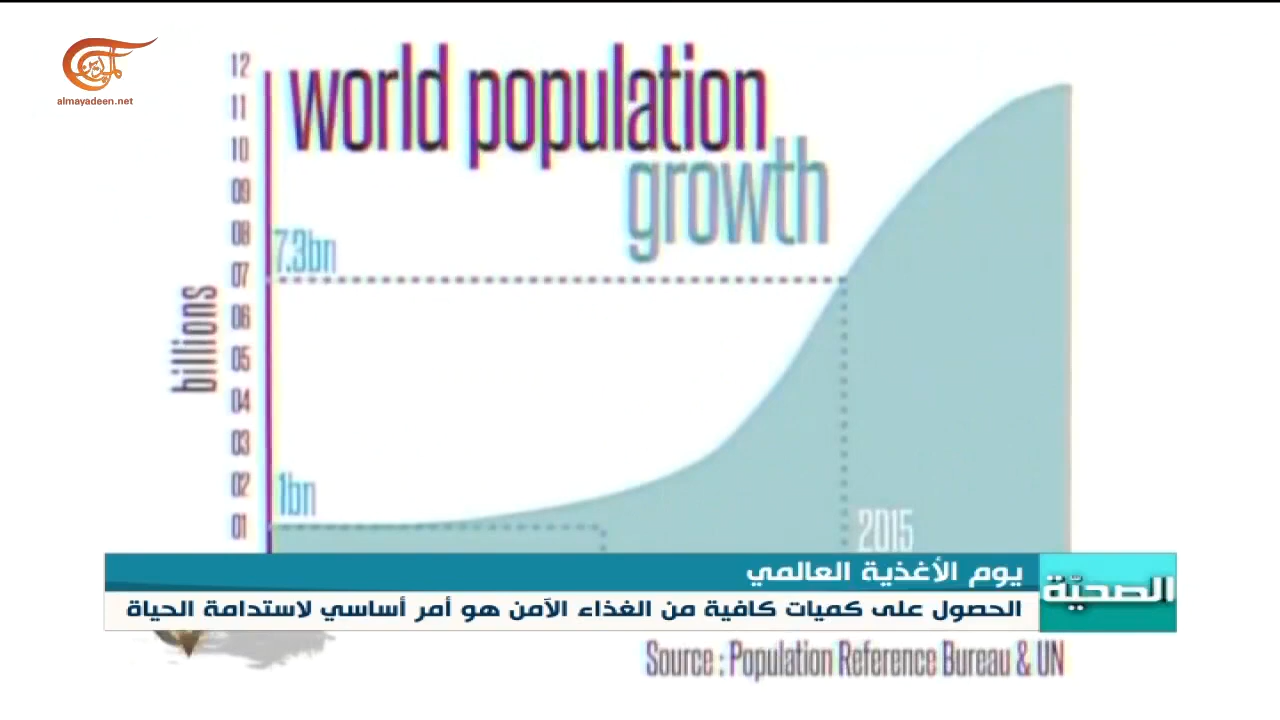 المیادین
almayadeen.net
world population
growth
12
11
10
09
08
07
06
05
04
03
02
01
billions
7.3bn
1bn
2015
يوم الأغذية العالمي
الصحيّة
الحصول على كميات كافية من الغذاء الآمن هو أمر أساسي لاستدامة الحياة
Source : Population Reference Bureau & UN